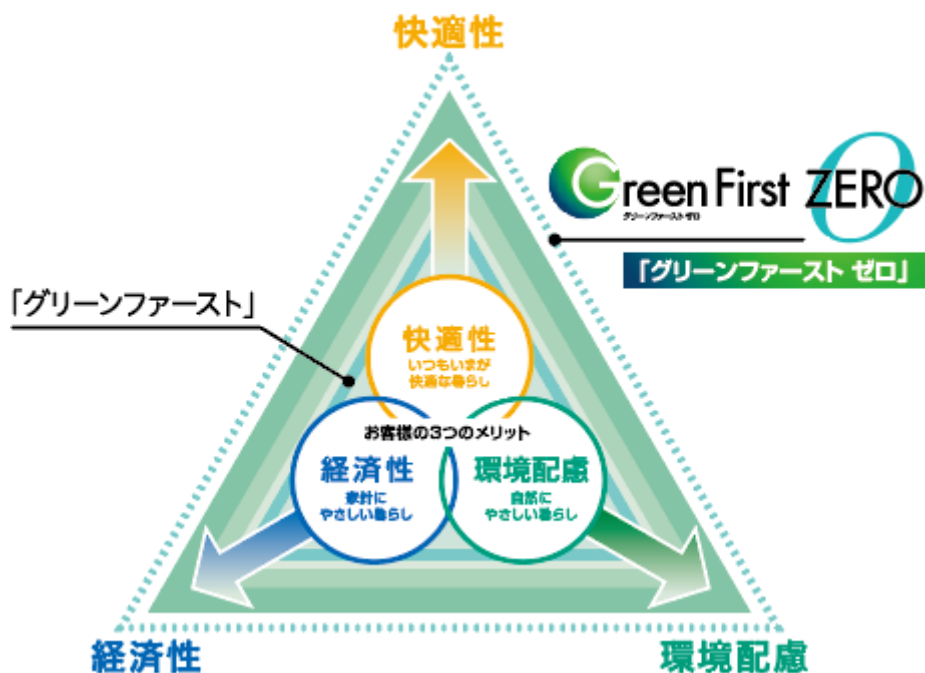 快適性
Green First ZERO
グリーンファースト ゼロ
「グリーンファースト ゼロ」
「グリーンファースト」
快適性
いつもいまが
快適な暮らし
お客様の3つのメリット
経済性
家計に
やさしい暮らし
環境配慮
自然に
やさしい暮らし
経済性
環境配慮